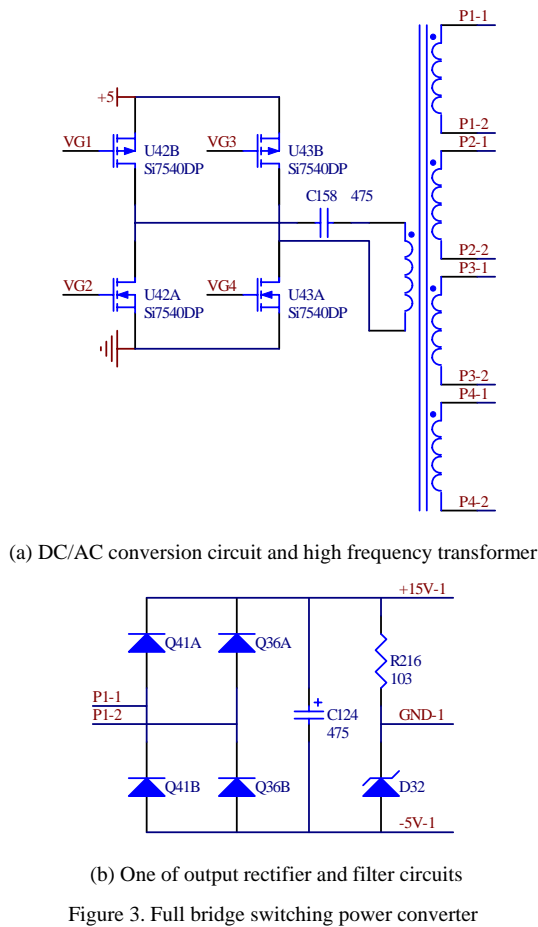 P1-1
+5
VG1
U42B
Si7540DP
VG3
U43B
Si7540DP
P1-2
P2-1
C158 475
P2-2
P3-1
VG2
U42A
Si7540DP
VG4
U43A
Si7540DP
P3-2
P4-1
P4-2
(a) DC/AC conversion circuit and high frequency transformer
+15V-1
Q41A
Q36A
R216
103
P1-1
P1-2
+
C124
475
GND-1
Q41B
Q36B
D32
-5V-1
(b) One of output rectifier and filter circuits
Figure 3. Full bridge switching power converter